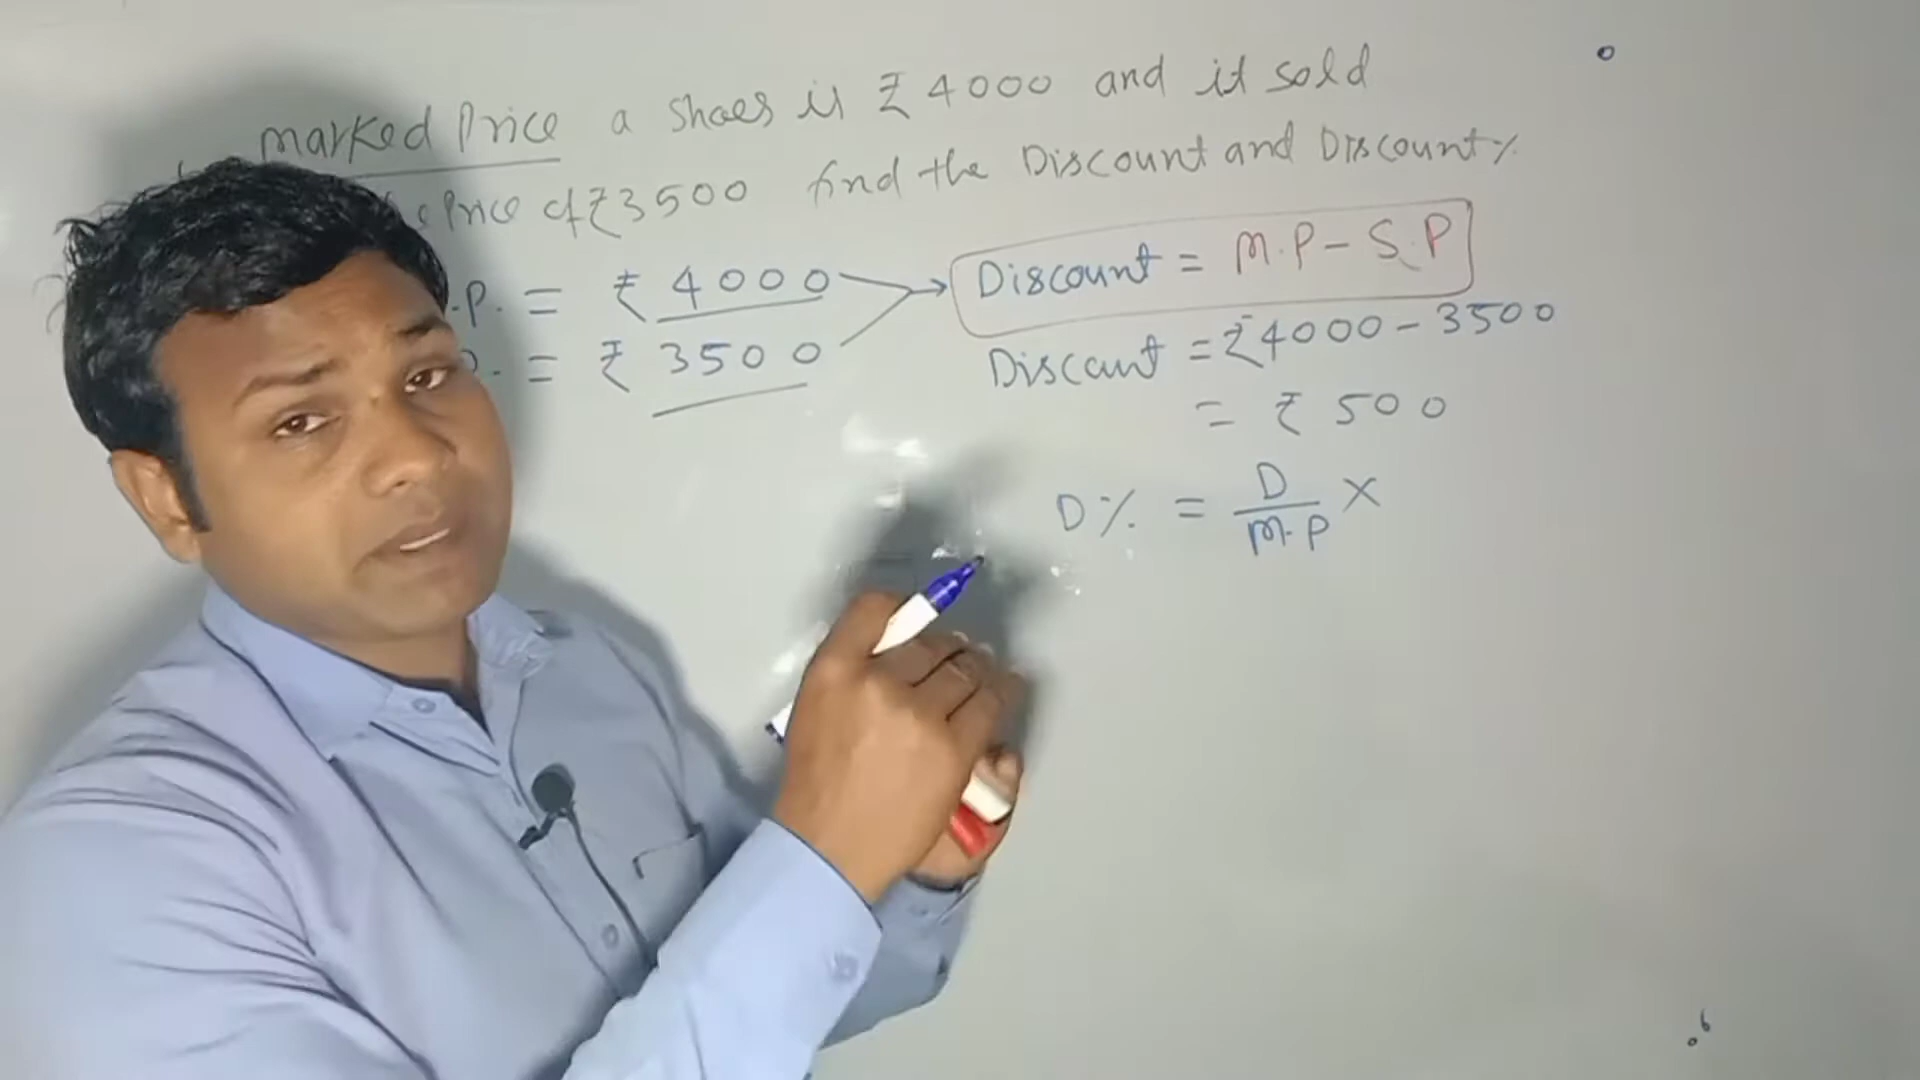 marked Price a Shoes is ₹4000 and it sold
Price of ₹3500 find the Discount and Discount%
.P. = ₹ 4000
. = ₹ 3500
Discount = M.P - S.P
Discount = ₹4000 - 3500
= ₹ 500
D% = D/M.P ×